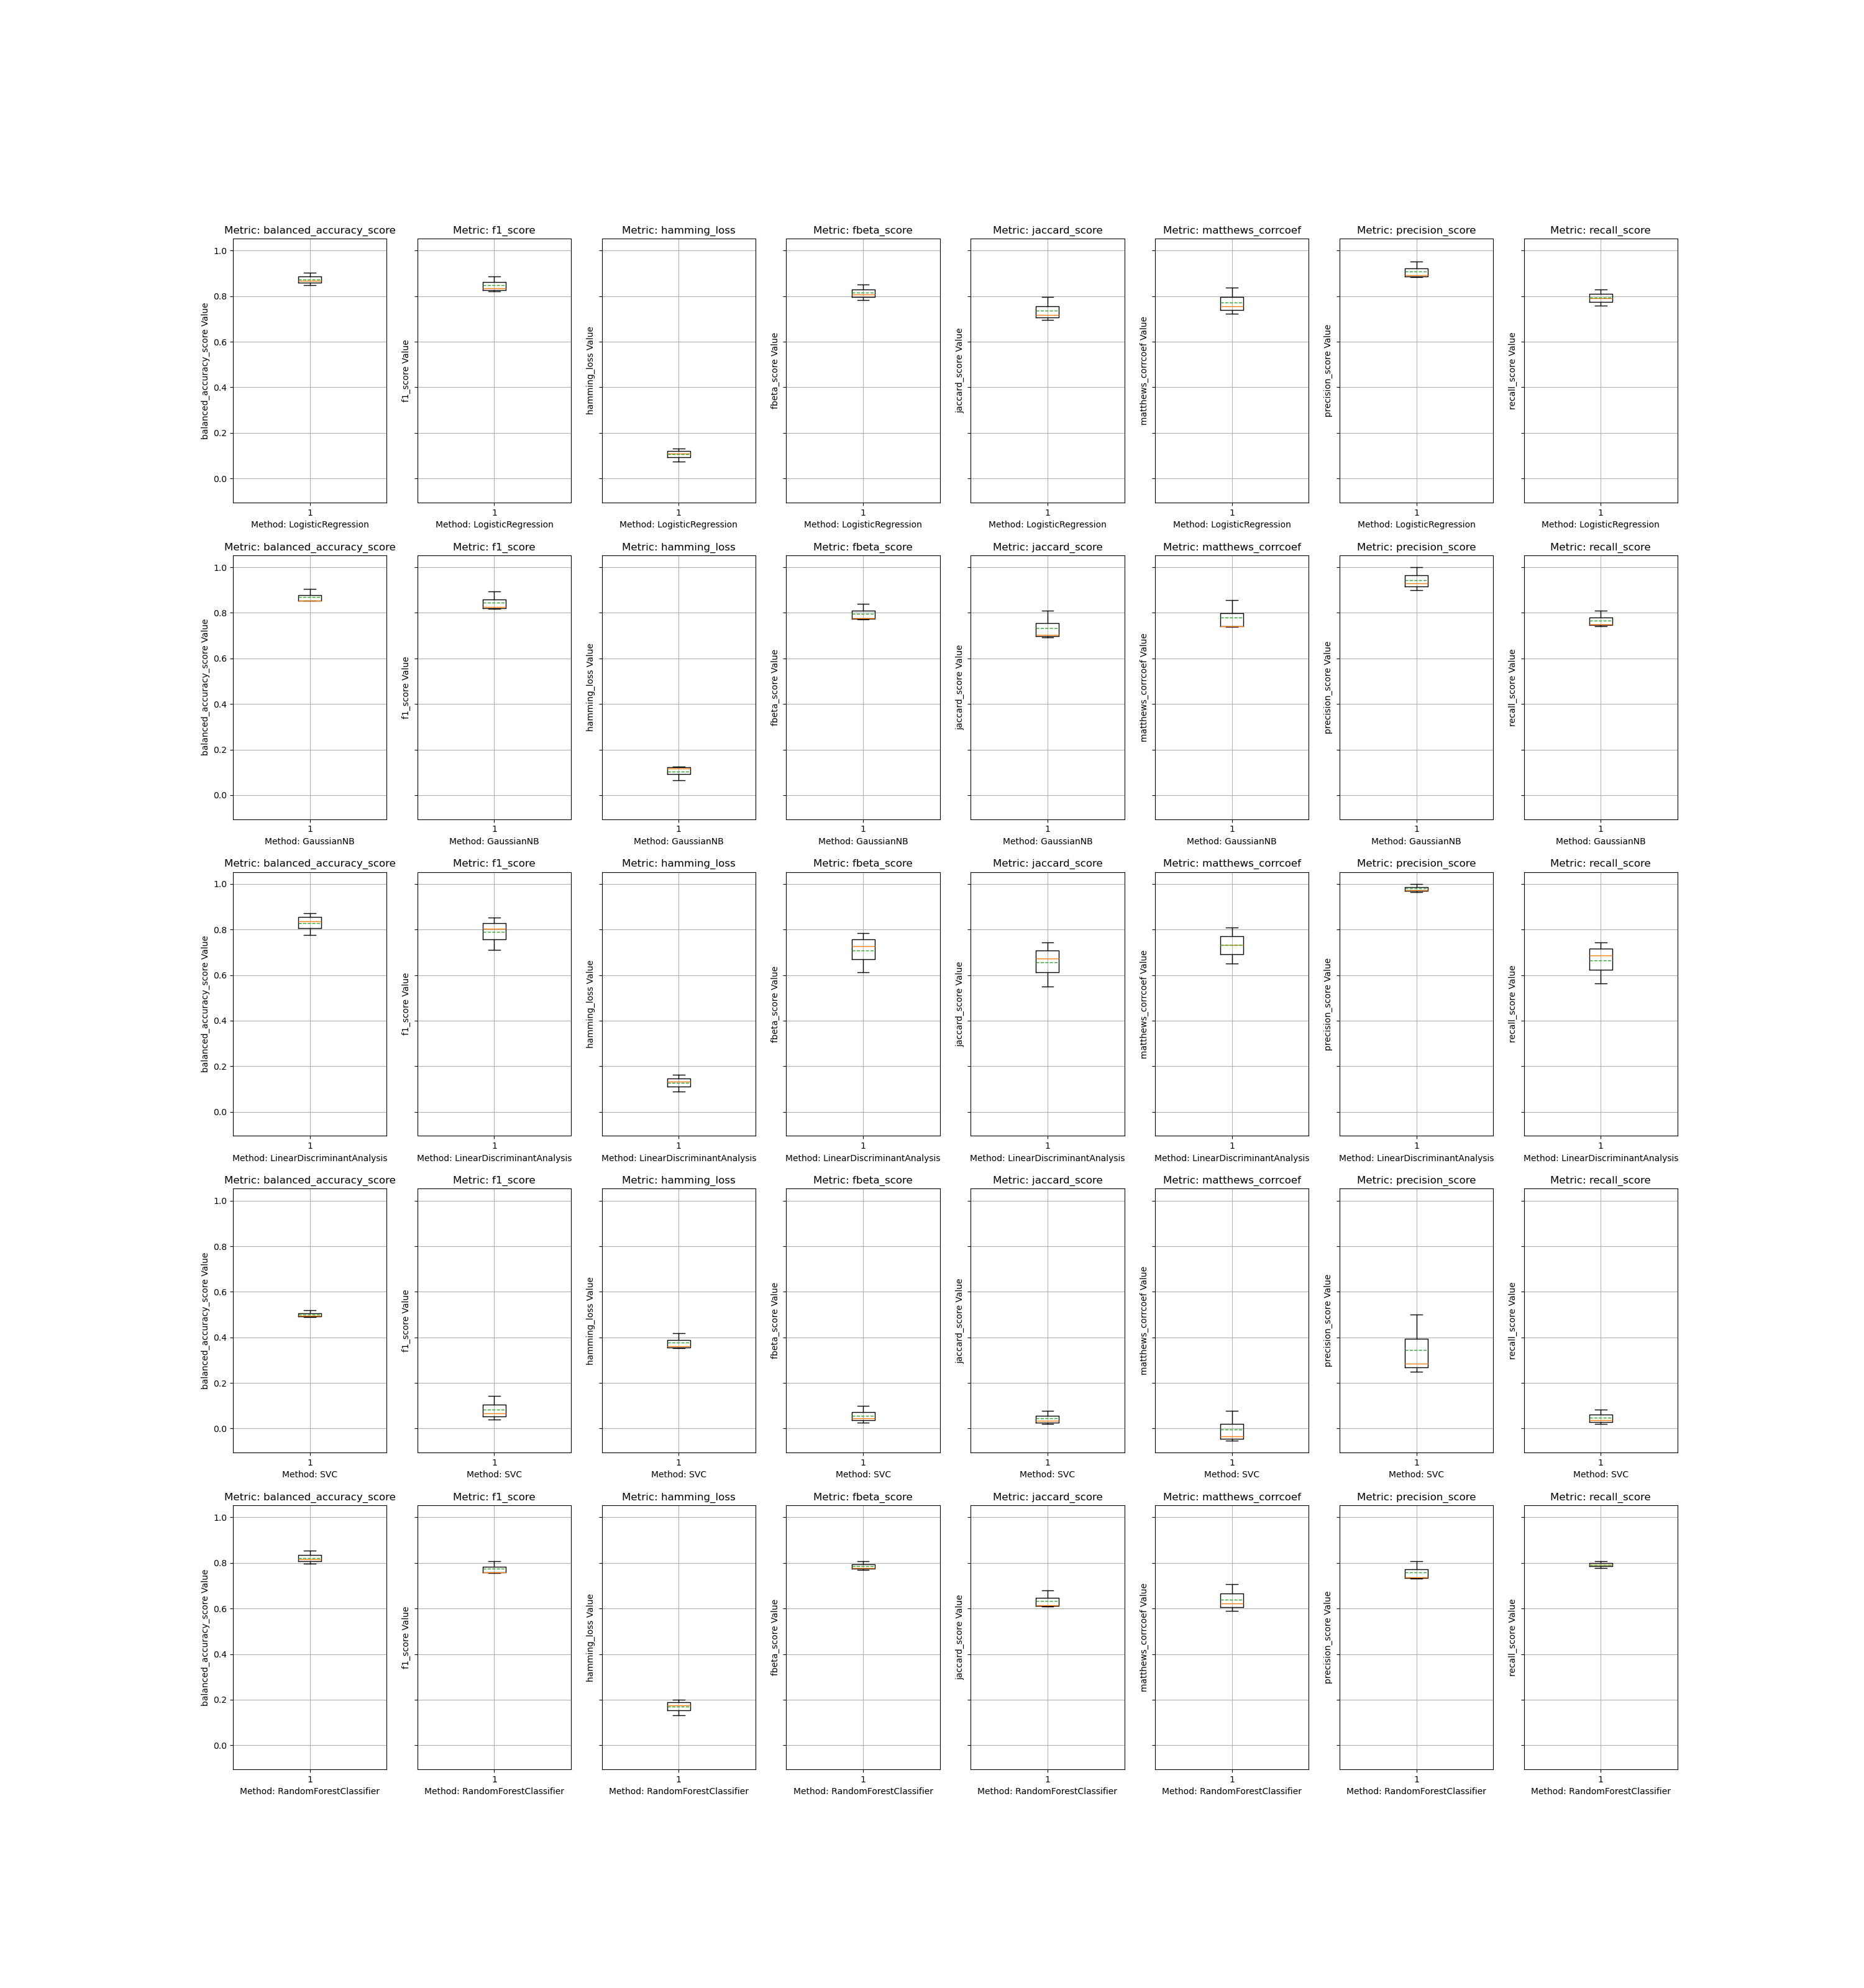 Metric: balanced_accuracy_score Metric: f1_score Metric: hamming_loss Metric: fbeta_score Metric: jaccard_score Metric: matthews_corrcoef Metric: precision_score Metric: recall_score
balanced_accuracy_score Value
f1_score Value
hamming_loss Value
fbeta_score Value
jaccard_score Value
matthews_corrcoef Value
precision_score Value
recall_score Value
1.0
0.8
0.6
0.4
0.2
0.0
1 1 1 1 1 1 1 1
Method: LogisticRegression Method: LogisticRegression Method: LogisticRegression Method: LogisticRegression Method: LogisticRegression Method: LogisticRegression Method: LogisticRegression Method: LogisticRegression
Metric: balanced_accuracy_score Metric: f1_score Metric: hamming_loss Metric: fbeta_score Metric: jaccard_score Metric: matthews_corrcoef Metric: precision_score Metric: recall_score
balanced_accuracy_score Value
f1_score Value
hamming_loss Value
fbeta_score Value
jaccard_score Value
matthews_corrcoef Value
precision_score Value
recall_score Value
1.0
0.8
0.6
0.4
0.2
0.0
1 1 1 1 1 1 1 1
Method: GaussianNB Method: GaussianNB Method: GaussianNB Method: GaussianNB Method: GaussianNB Method: GaussianNB Method: GaussianNB Method: GaussianNB
Metric: balanced_accuracy_score Metric: f1_score Metric: hamming_loss Metric: fbeta_score Metric: jaccard_score Metric: matthews_corrcoef Metric: precision_score Metric: recall_score
balanced_accuracy_score Value
f1_score Value
hamming_loss Value
fbeta_score Value
jaccard_score Value
matthews_corrcoef Value
precision_score Value
recall_score Value
1.0
0.8
0.6
0.4
0.2
0.0
1 1 1 1 1 1 1 1
Method: LinearDiscriminantAnalysis Method: LinearDiscriminantAnalysis Method: LinearDiscriminantAnalysis Method: LinearDiscriminantAnalysis Method: LinearDiscriminantAnalysis Method: LinearDiscriminantAnalysis Method: LinearDiscriminantAnalysis Method: LinearDiscriminantAnalysis
Metric: balanced_accuracy_score Metric: f1_score Metric: hamming_loss Metric: fbeta_score Metric: jaccard_score Metric: matthews_corrcoef Metric: precision_score Metric: recall_score
balanced_accuracy_score Value
f1_score Value
hamming_loss Value
fbeta_score Value
jaccard_score Value
matthews_corrcoef Value
precision_score Value
recall_score Value
1.0
0.8
0.6
0.4
0.2
0.0
1 1 1 1 1 1 1 1
Method: SVC Method: SVC Method: SVC Method: SVC Method: SVC Method: SVC Method: SVC Method: SVC
Metric: balanced_accuracy_score Metric: f1_score Metric: hamming_loss Metric: fbeta_score Metric: jaccard_score Metric: matthews_corrcoef Metric: precision_score Metric: recall_score
balanced_accuracy_score Value
f1_score Value
hamming_loss Value
fbeta_score Value
jaccard_score Value
matthews_corrcoef Value
precision_score Value
recall_score Value
1.0
0.8
0.6
0.4
0.2
0.0
1 1 1 1 1 1 1 1
Method: RandomForestClassifier Method: RandomForestClassifier Method: RandomForestClassifier Method: RandomForestClassifier Method: RandomForestClassifier Method: RandomForestClassifier Method: RandomForestClassifier Method: RandomForestClassifier